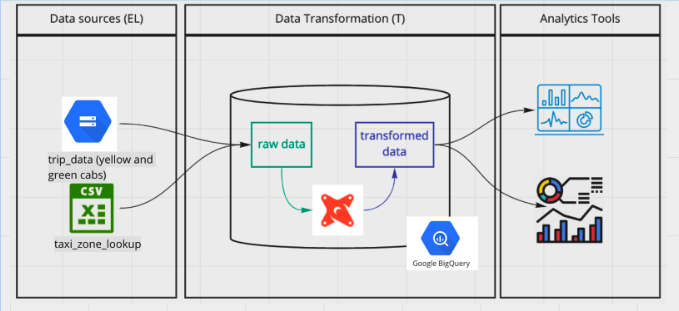 Data sources (EL)
Data Transformation (T)
Analytics Tools
trip_data (yellow and
green cabs)
CSV
X
taxi_zone_lookup
raw data
transformed
data
Google BigQuery